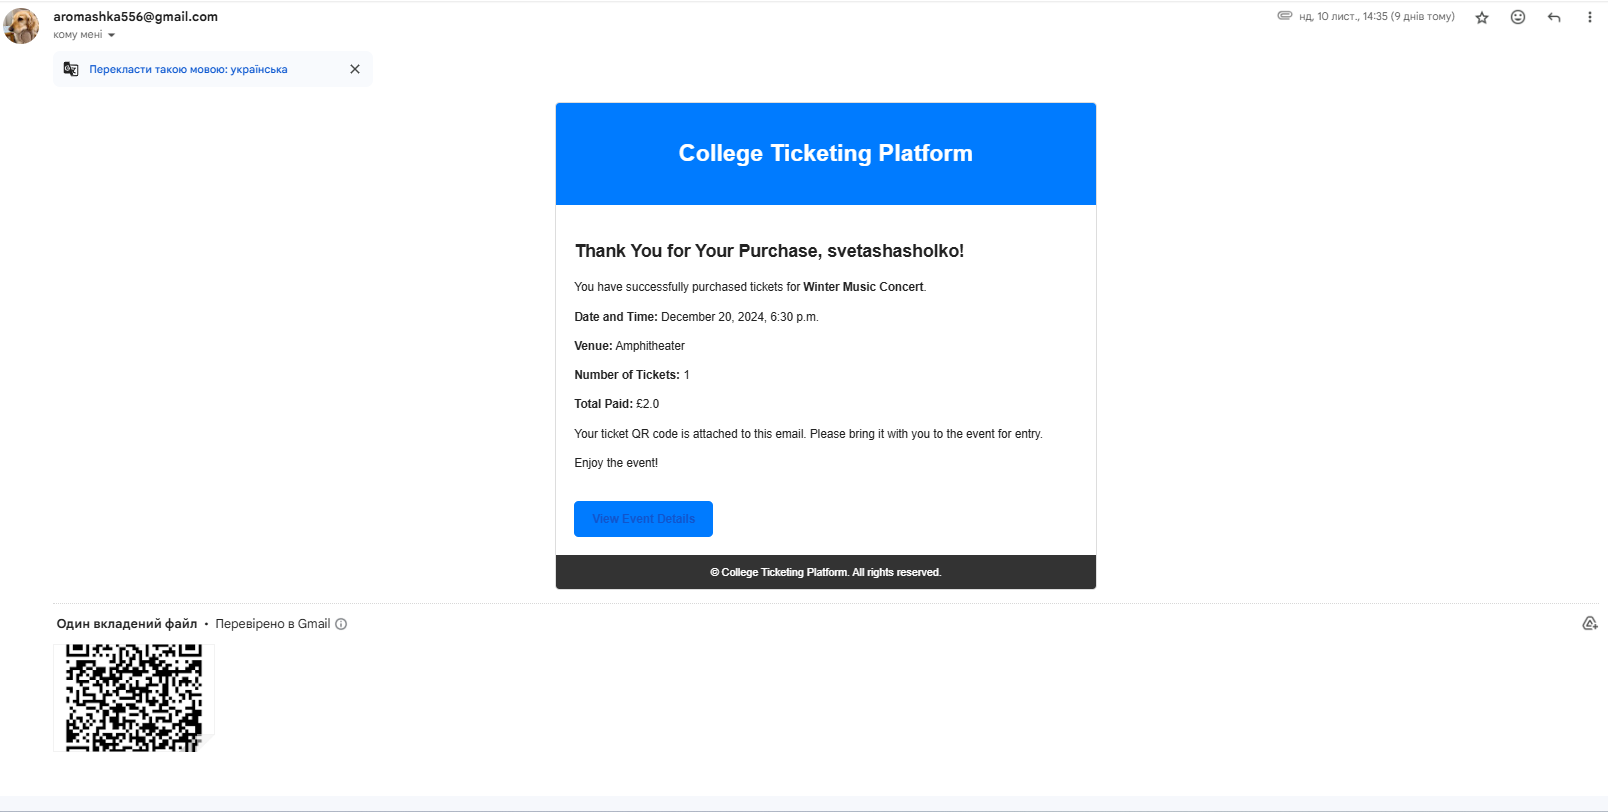 aromashka556@gmail.com
нд, 10 лист., 14:35 (9 днів тому)
кому мені
Перекласти такою мовою: українська
College Ticketing Platform
Thank You for Your Purchase, svetashasholko!
You have successfully purchased tickets for Winter Music Concert.
Date and Time: December 20, 2024, 6:30 p.m.
Venue: Amphitheater
Number of Tickets: 1
Total Paid: £2.0
Your ticket QR code is attached to this email. Please bring it with you to the event for entry.
Enjoy the event!
View Event Details
© College Ticketing Platform. All rights reserved.
Один вкладений файл • Перевірено в Gmail